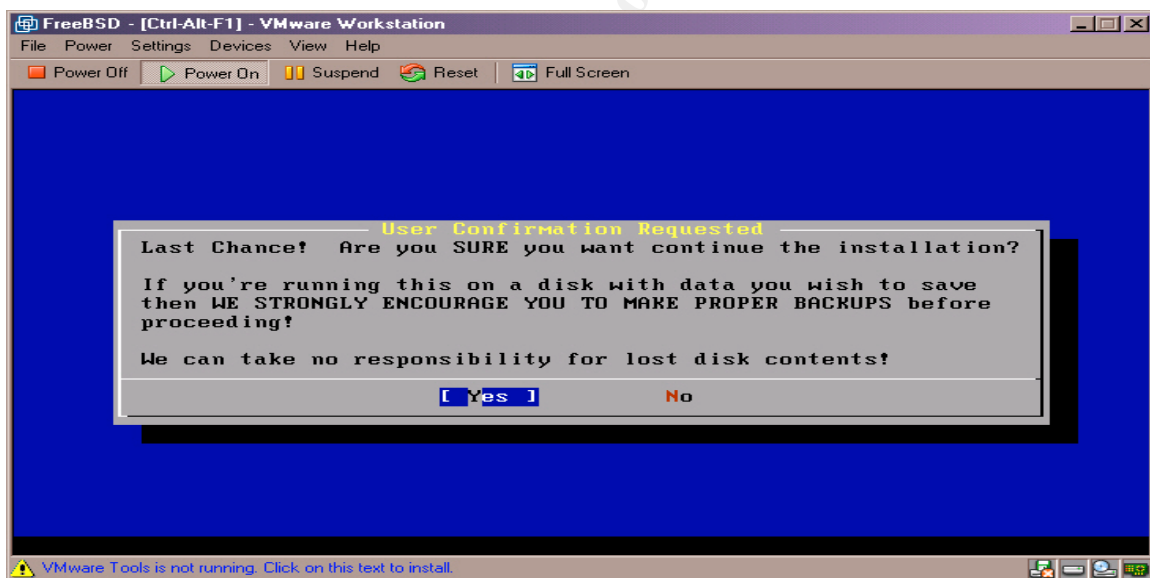 FreeBSD - [Ctrl-Alt-F1] - VMware Workstation
File Power Settings Devices View Help
Power Off Power On Suspend Reset Full Screen
User Confirmation Requested
Last Chance! Are you SURE you want continue the installation?
If you're running this on a disk with data you wish to save
then WE STRONGLY ENCOURAGE YOU TO MAKE PROPER BACKUPS before
proceeding!
We can take no responsibility for lost disk contents!
[ Yes ] No
VMware Tools is not running. Click on this text to install.